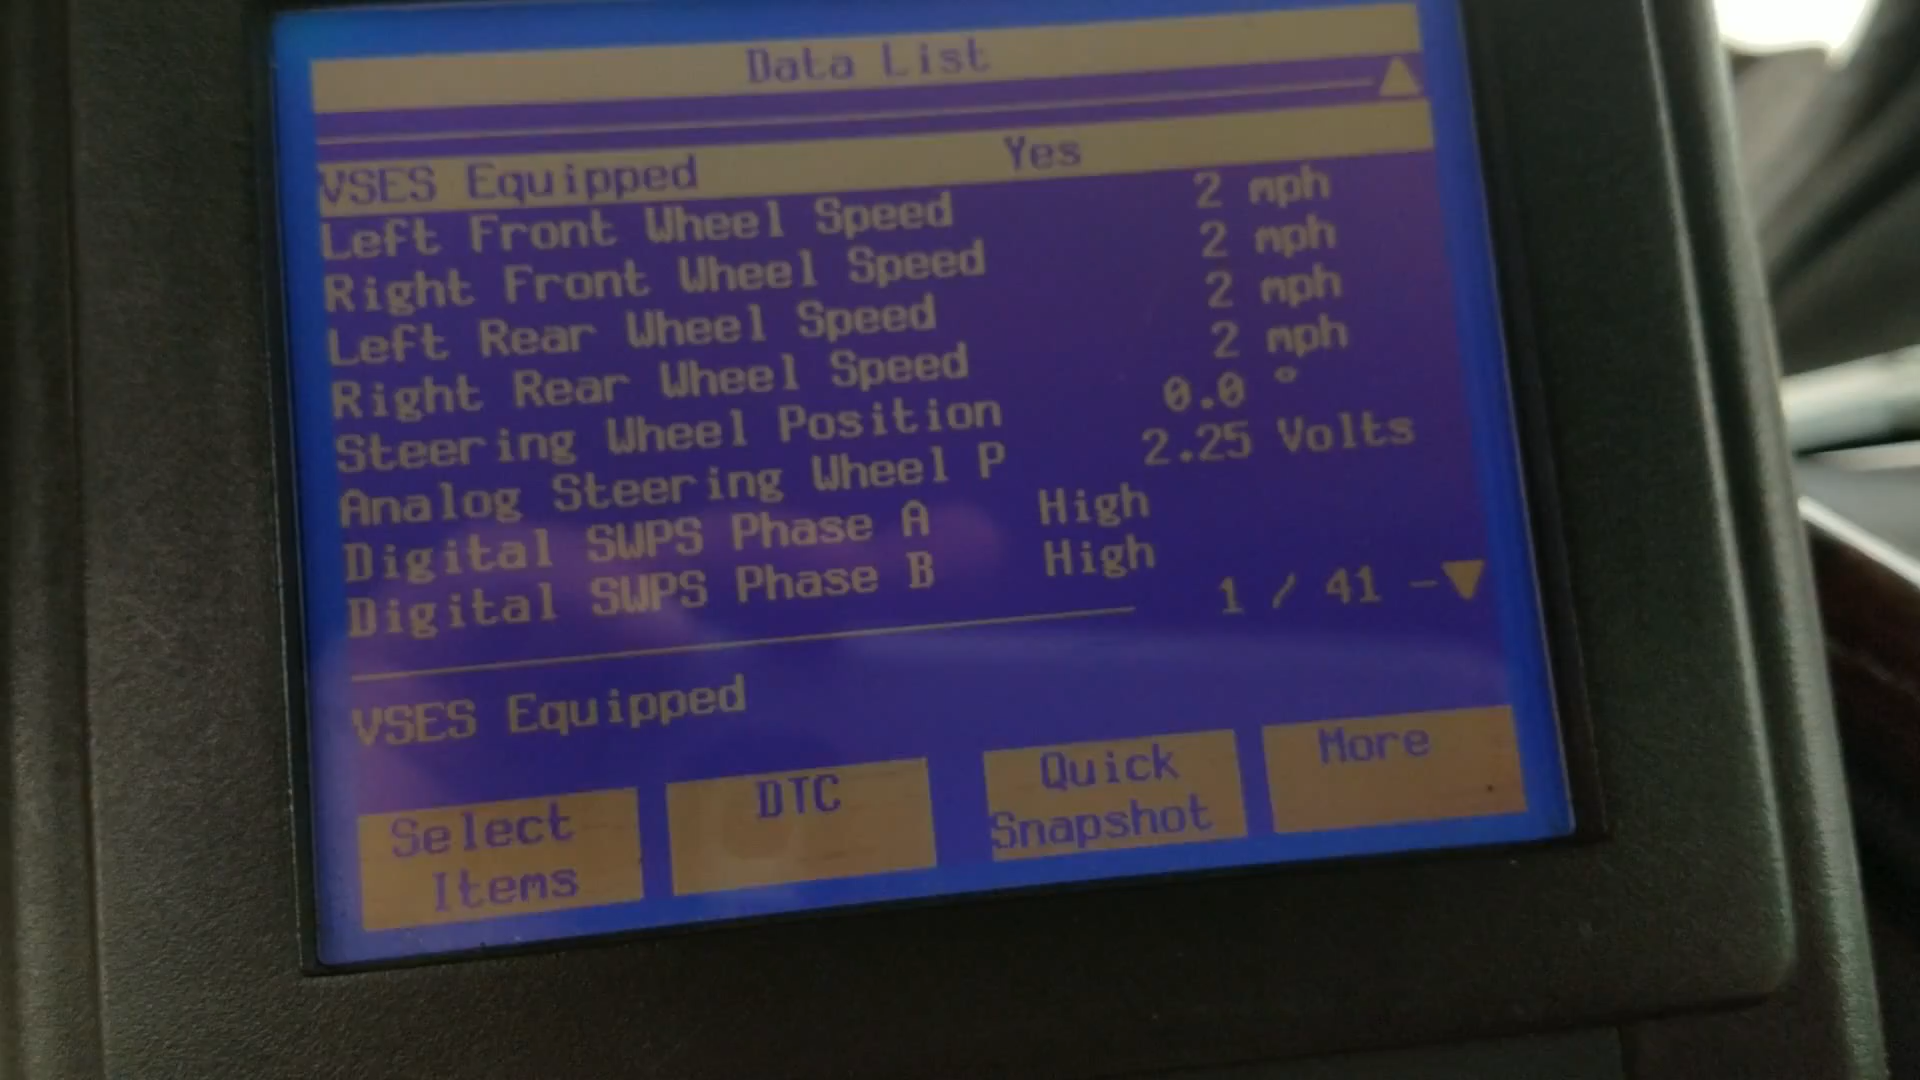 Data List
VSES Equipped Yes
Left Front Wheel Speed 2 mph
Right Front Wheel Speed 2 mph
Left Rear Wheel Speed 2 mph
Right Rear Wheel Speed 2 mph
Steering Wheel Position 0.0 °
Analog Steering Wheel P 2.25 Volts
Digital SWPS Phase A High
Digital SWPS Phase B High
1 / 41 -
VSES Equipped
Select Items
DTC
Quick Snapshot
More